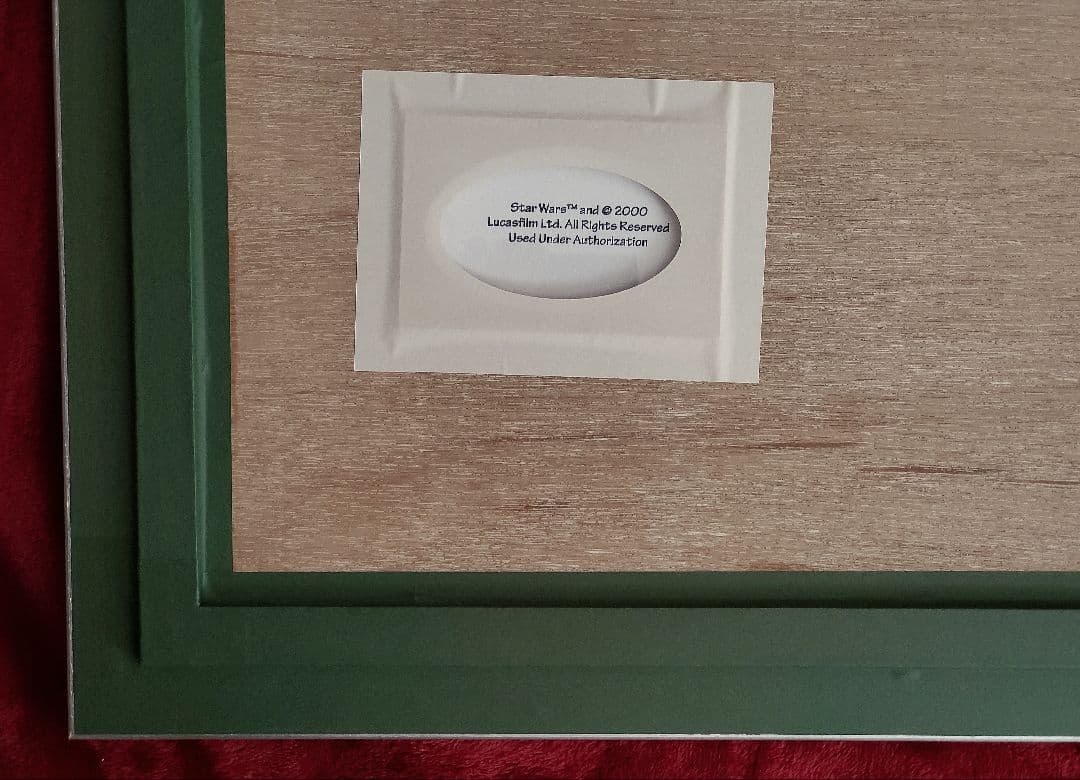 Star Wars™ and © 2000
Lucasfilm Ltd. All Rights Reserved
Used Under Authorization